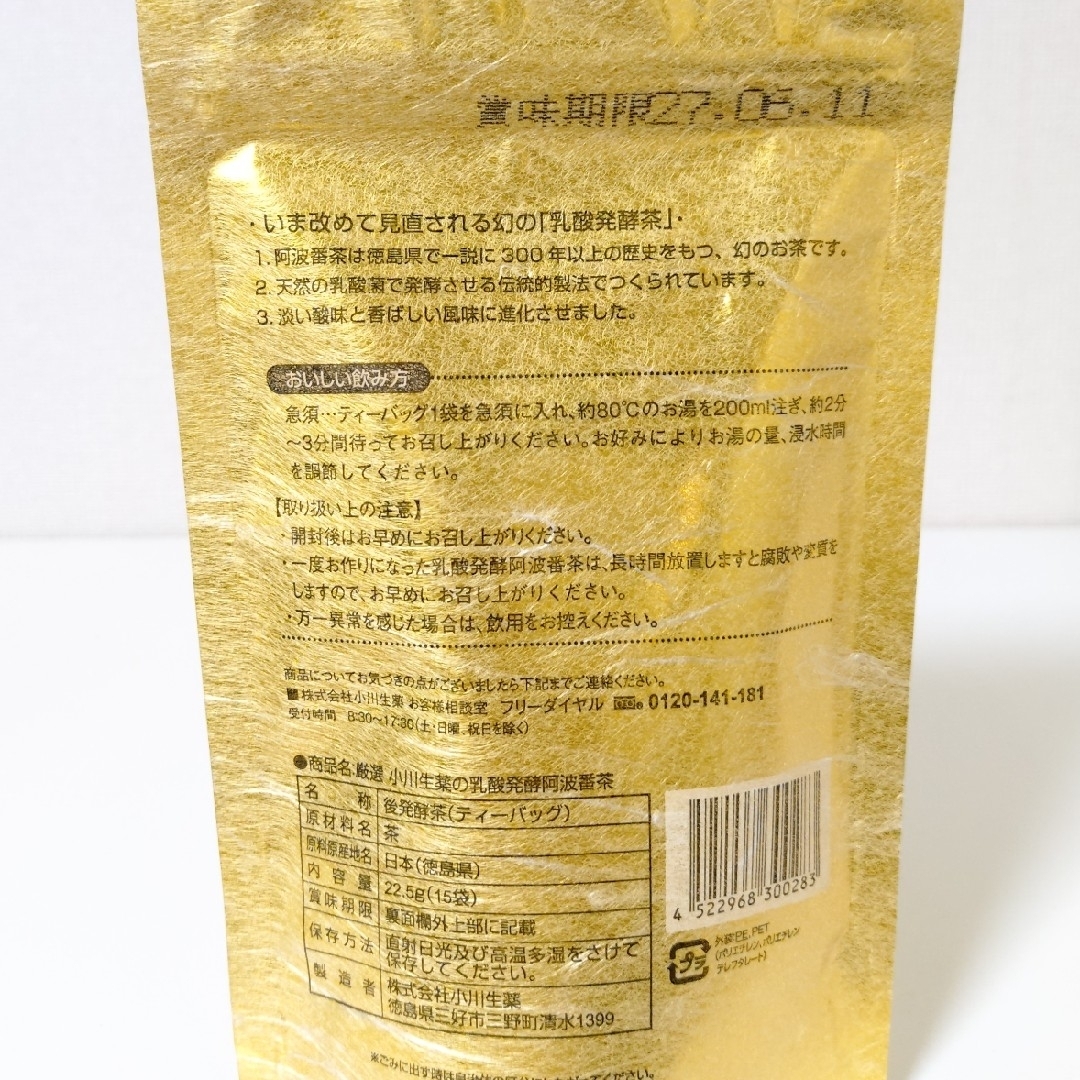 賞味期限27.06.11
・いま改めて見直される幻の「乳酸発酵茶」・
1. 阿波番茶は徳島県で一説に300年以上の歴史をもつ、幻のお茶です。
2. 天然の乳酸菌で発酵させる伝統的製法でつくられています。
3. 淡い酸味と香ばしい風味に進化させました。
おいしい飲み方
急須…ティーバッグ1袋を急須に入れ、約80℃のお湯を200ml注ぎ、約2分
〜3分間待ってお召し上がりください。お好みによりお湯の量、浸水時間
を調節してください。
【取り扱い上の注意】
・開封後はお早めにお召し上がりください。
・一度お作りになった乳酸発酵阿波番茶は、長時間放置しますと腐敗や変質を
しますので、お早めにお召し上がりください。
・万一異常を感じた場合は、飲用をお控えください。
商品についてお気づきの点がございましたら下記までご連絡ください。
株式会社小川生薬 お客様相談室 フリーダイヤル 0120-141-181
受付時間 8:30〜17:30(土・日曜、祝日を除く)
●商品名:厳選 小川生薬の乳酸発酵阿波番茶
名称 後発酵茶(ティーバッグ)
原材料名 茶
原料原産地名 日本(徳島県)
内容量 22.5g(15袋)
賞味期限 裏面欄外上部に記載
保存方法 直射日光及び高温多湿をさけて
保存してください。
製造者 株式会社小川生薬
徳島県三好市三野町清水1399
4 522968 300283
プラ
外装:PE,PET
(ポリエチレン,ポリエチレン
テレフタレート)